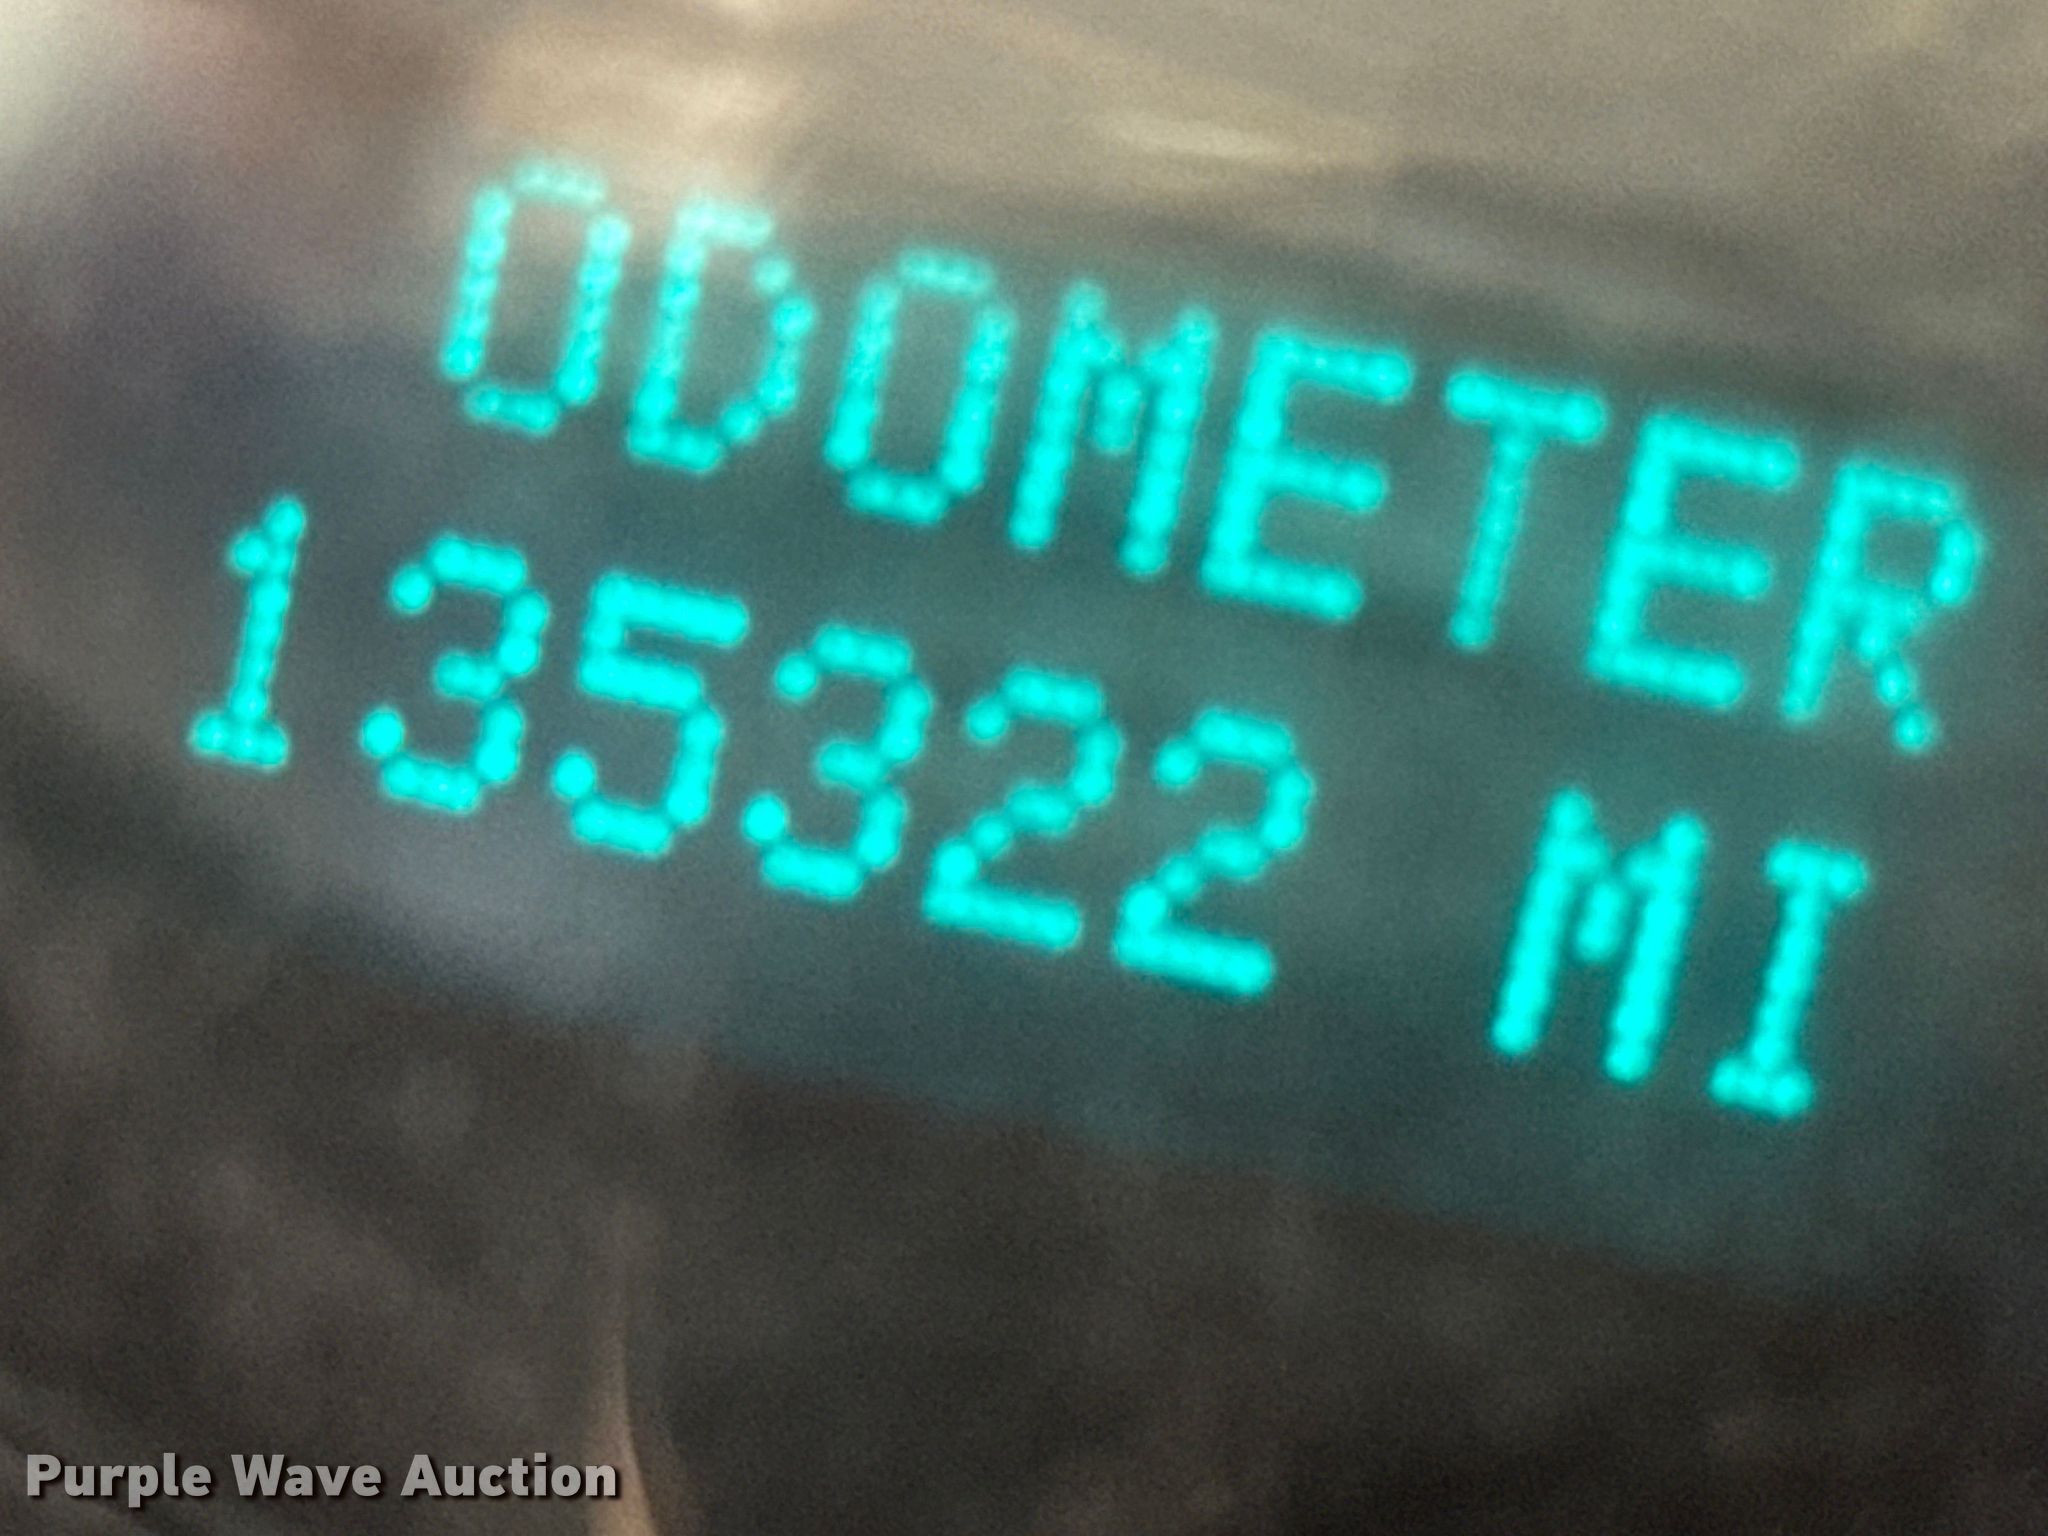 ODOMETER
135322 MI
Purple Wave Auction